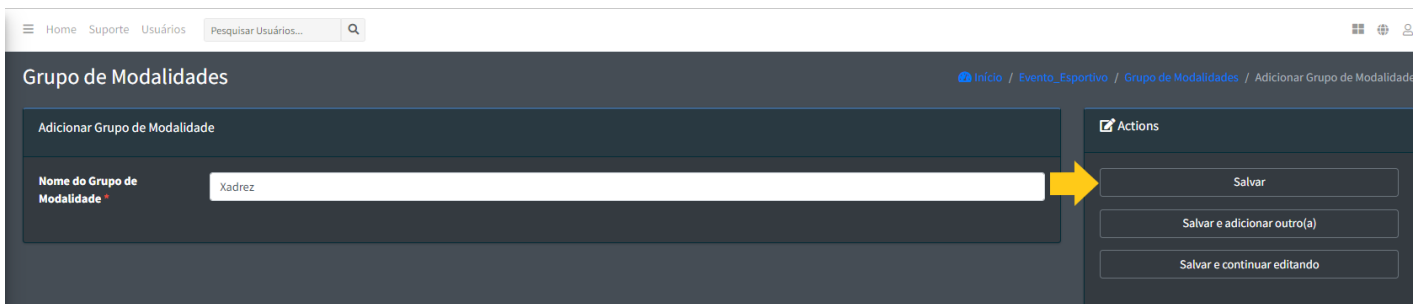 Home Suporte Usuários Pesquisar Usuários...
Grupo de Modalidades
Início / Evento_Esportivo / Grupo de Modalidades / Adicionar Grupo de Modalidade
Adicionar Grupo de Modalidade
Actions
Nome do Grupo de
Modalidade *
Xadrez
Salvar
Salvar e adicionar outro(a)
Salvar e continuar editando